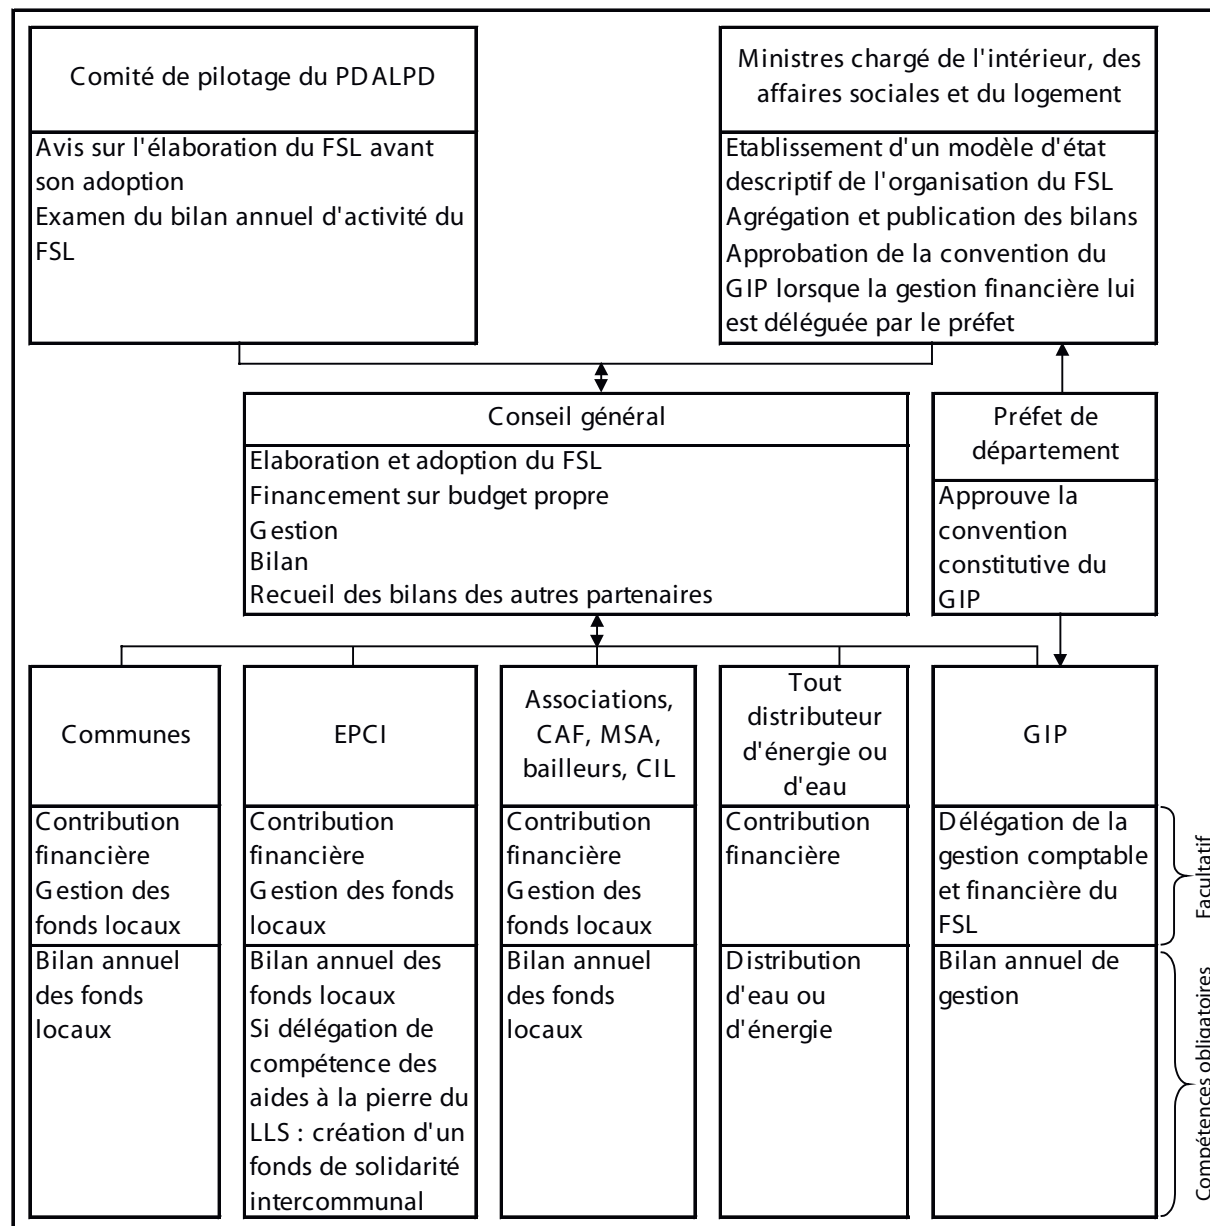 Comité de pilotage du PDALPD
Avis sur l'élaboration du FSL avant
son adoption
Examen du bilan annuel d'activité du
FSL
Ministres chargé de l'intérieur, des
affaires sociales et du logement
Etablissement d'un modèle d'état
descriptif de l'organisation du FSL
Agrégation et publication des bilans
Approbation de la convention du
GIP lorsque la gestion financière lui
est déléguée par le préfet
Conseil général
Elaboration et adoption du FSL
Financement sur budget propre
Gestion
Bilan
Recueil des bilans des autres partenaires
Préfet de
département
Approuve la
convention
constitutive du
GIP
Communes
Contribution
financière
Gestion des
fonds locaux
Bilan annuel
des fonds
locaux
EPCI
Contribution
financière
Gestion des fonds
locaux
Bilan annuel des
fonds locaux
Si délégation de
compétence des
aides à la pierre du
LLS : création d'un
fonds de solidarité
intercommunal
Associations,
CAF, MSA,
bailleurs, CIL
Contribution
financière
Gestion des
fonds locaux
Bilan annuel
des fonds
locaux
Tout
distributeur
d'énergie ou
d'eau
Contribution
financière
Distribution
d'eau ou
d'énergie
GIP
Délégation de la
gestion comptable
et financière du
FSL
Bilan annuel de
gestion
Facultatif
Compétences obligatoires